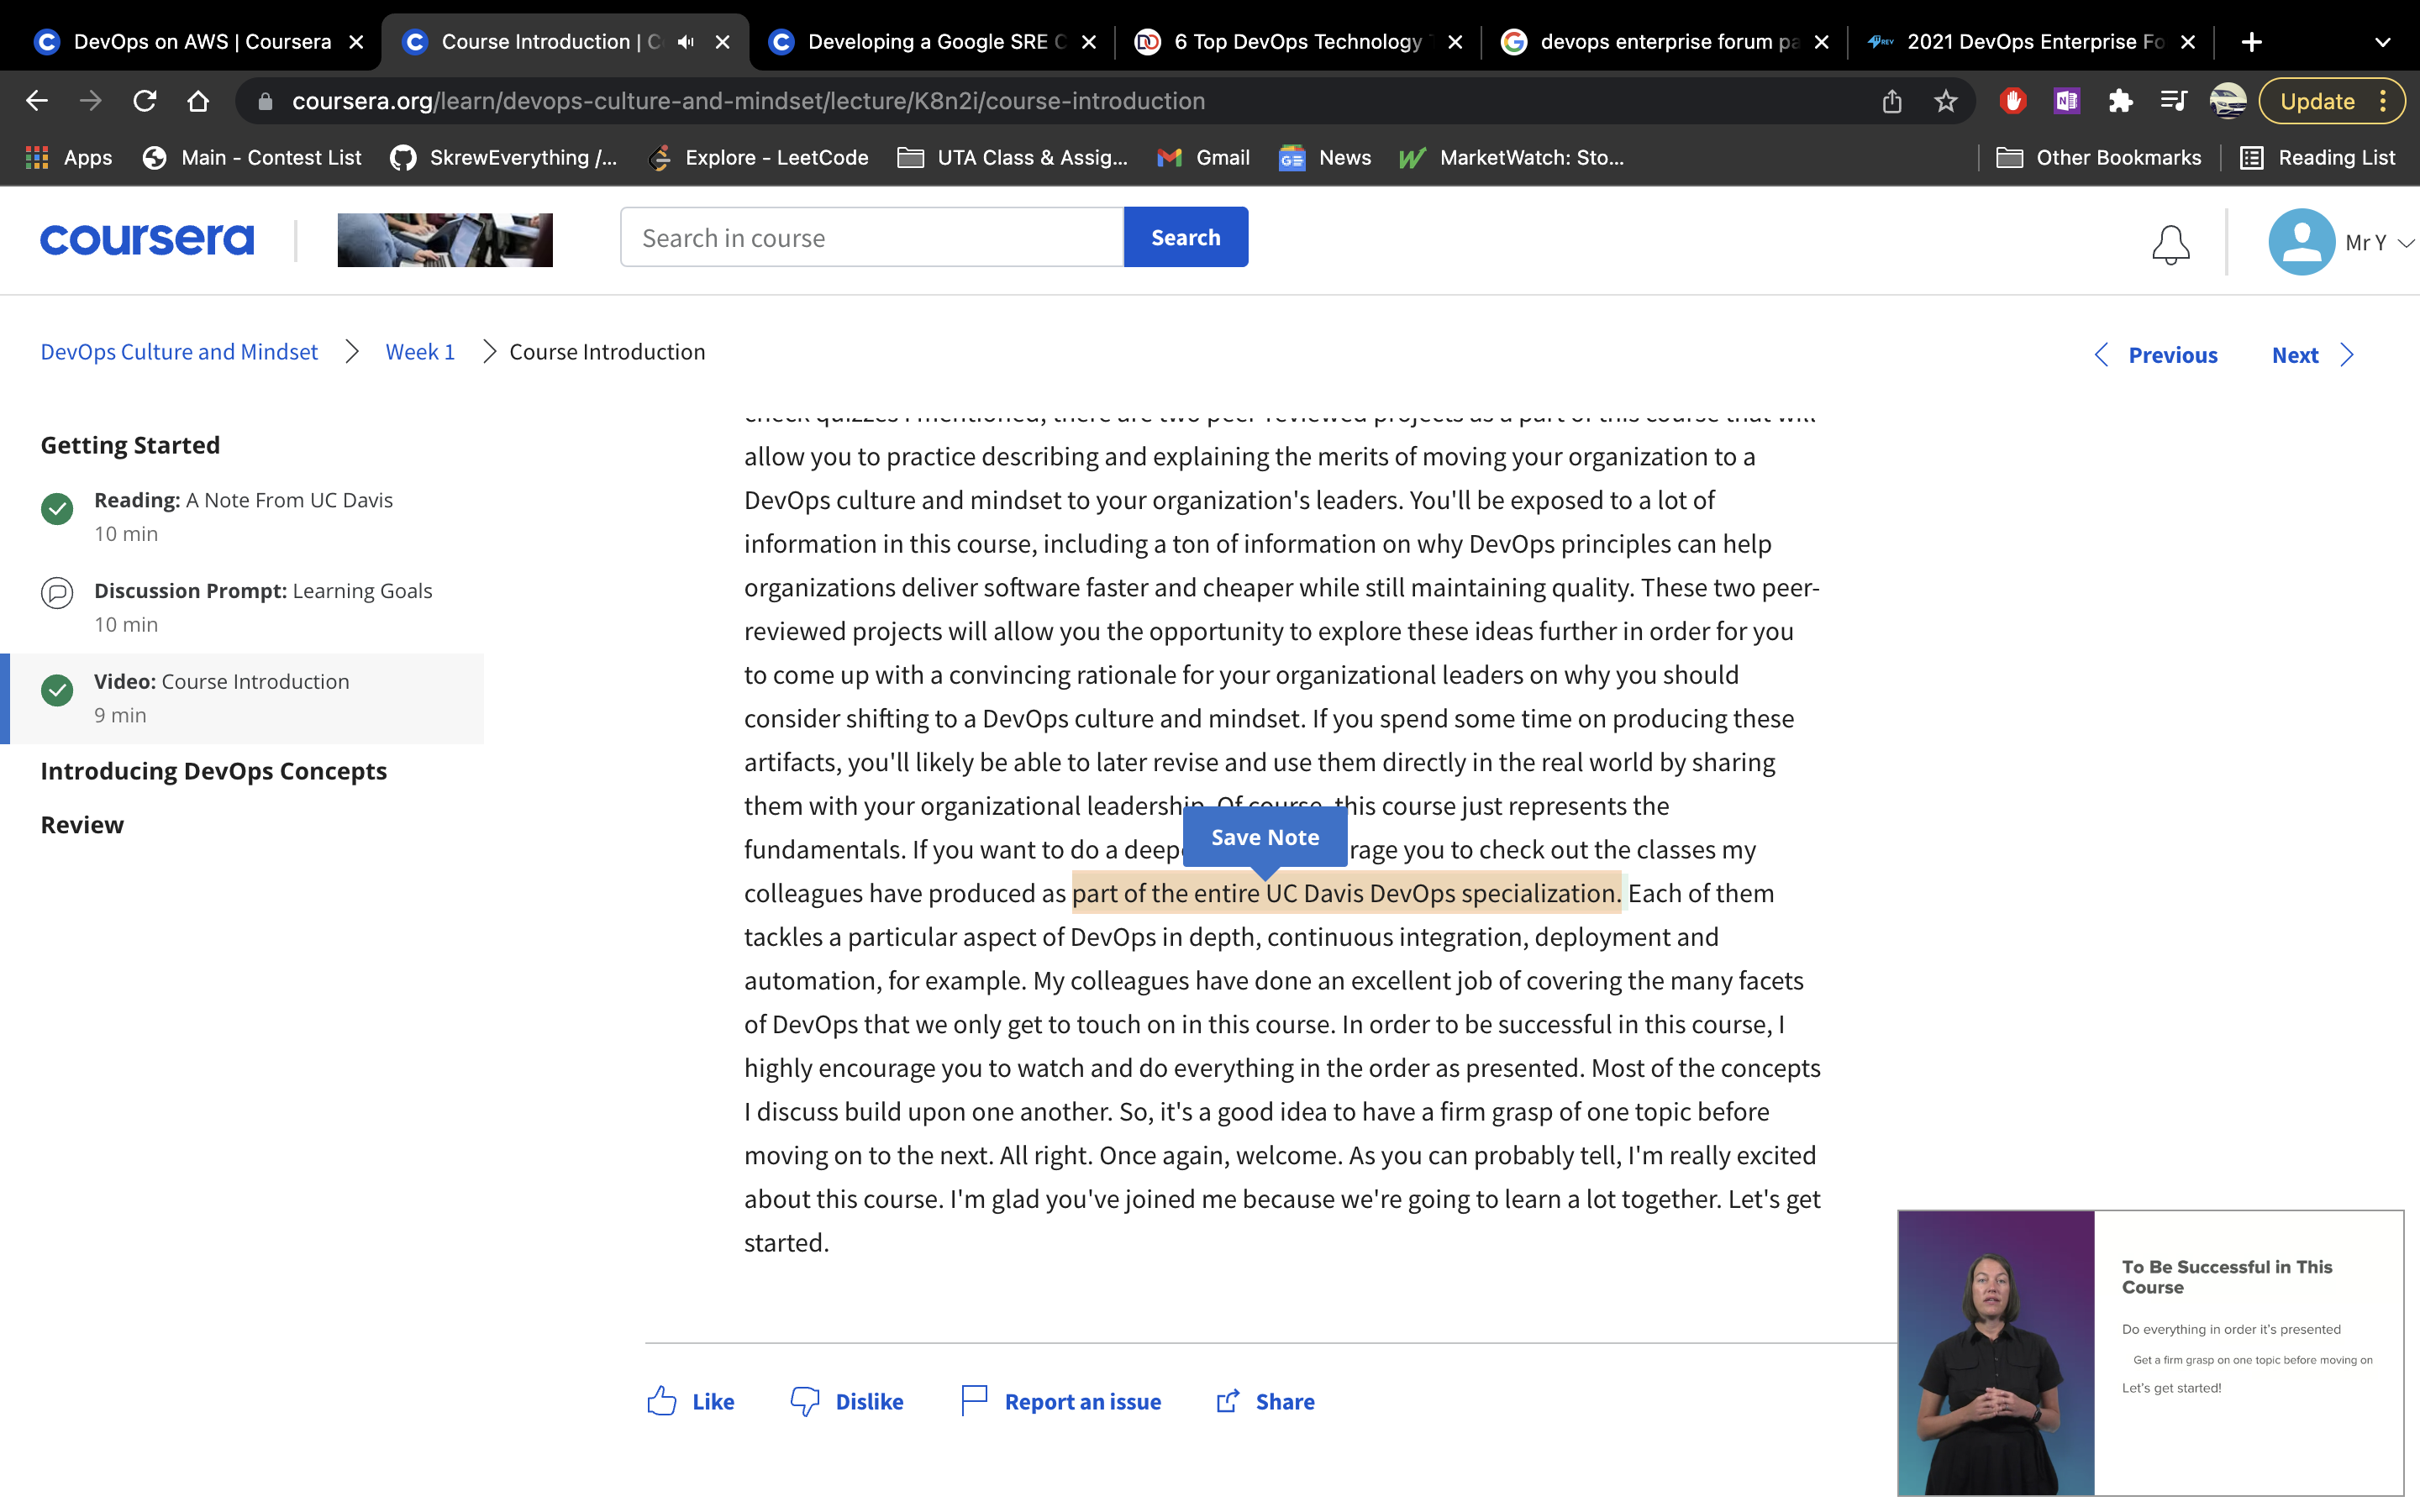 DevOps on AWS | Coursera
Course Introduction | C
Developing a Google SRE C
6 Top DevOps Technology
devops enterprise forum pa
2021 DevOps Enterprise Fo
coursera.org/learn/devops-culture-and-mindset/lecture/K8n2i/course-introduction
Update
Apps
Main - Contest List
SkrewEverything /...
Explore - LeetCode
UTA Class & Assig...
Gmail
News
MarketWatch: Sto...
Other Bookmarks
Reading List
coursera
Search in course
Search
Mr Y
DevOps Culture and Mindset
Week 1
Course Introduction
Previous
Next
Getting Started
Reading: A Note From UC Davis
10 min
Discussion Prompt: Learning Goals
10 min
Video: Course Introduction
9 min
Introducing DevOps Concepts
Review
check quizzes I mentioned, there are two peer-reviewed projects as a part of this course that will
allow you to practice describing and explaining the merits of moving your organization to a
DevOps culture and mindset to your organization's leaders. You'll be exposed to a lot of
information in this course, including a ton of information on why DevOps principles can help
organizations deliver software faster and cheaper while still maintaining quality. These two peer-
reviewed projects will allow you the opportunity to explore these ideas further in order for you
to come up with a convincing rationale for your organizational leaders on why you should
consider shifting to a DevOps culture and mindset. If you spend some time on producing these
artifacts, you'll likely be able to later revise and use them directly in the real world by sharing
them with your organizational leadership. Of course, this course just represents the
Save Note
fundamentals. If you want to do a deep rage you to check out the classes my
colleagues have produced as part of the entire UC Davis DevOps specialization. Each of them
tackles a particular aspect of DevOps in depth, continuous integration, deployment and
automation, for example. My colleagues have done an excellent job of covering the many facets
of DevOps that we only get to touch on in this course. In order to be successful in this course, I
highly encourage you to watch and do everything in the order as presented. Most of the concepts
I discuss build upon one another. So, it's a good idea to have a firm grasp of one topic before
moving on to the next. All right. Once again, welcome. As you can probably tell, I'm really excited
about this course. I'm glad you've joined me because we're going to learn a lot together. Let's get
started.
Like
Dislike
Report an issue
Share
To Be Successful in This
Course
Do everything in order it's presented
Get a firm grasp on one topic before moving on
Let's get started!